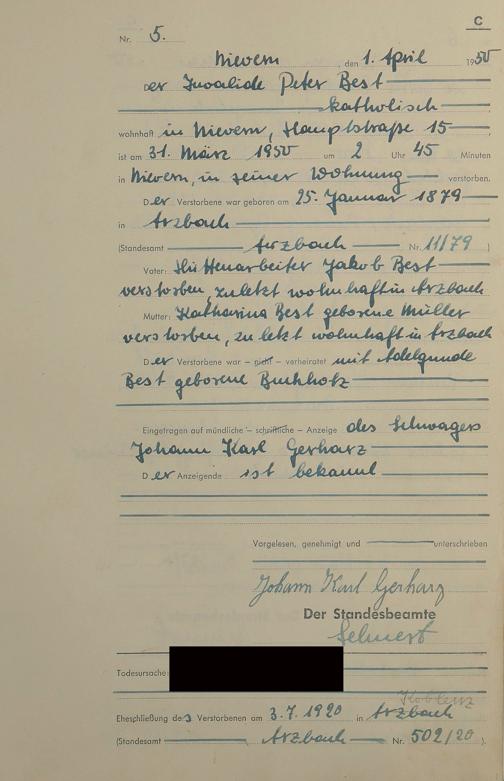 C
Nr. 5.
Nievern, den 1. April 1950
Der Invalide Peter Best
katholisch
wohnhaft in Nievern, Hauptstraße 15
ist am 31. März 1950 um 2 Uhr 45 Minuten
in Nievern, in seiner Wohnung verstorben.
Der Verstorbene war geboren am 25. Januar 1879
in Arzbach
(Standesamt Arzbach Nr. 11/79 )
Vater: Hüttenarbeiter Jakob Best
verstorben, zuletzt wohnhaft in Arzbach
Mutter: Katharina Best geborene Müller
verstorben, zuletzt wohnhaft in Arzbach
Der Verstorbene war – nicht – verheiratet mit Adelgunde
Best geborene Buchholz
Eingetragen auf mündliche – schriftliche – Anzeige des Schwagers
Johann Karl Gerharz
Der Anzeigende ist bekannt
Vorgelesen, genehmigt und unterschrieben
Johann Karl Gerharz
Der Standesbeamte
Todesursache:
Koblenz
Eheschließung des Verstorbenen am 3.7.1920 in Arzbach
(Standesamt Arzbach Nr. 502/20 ).